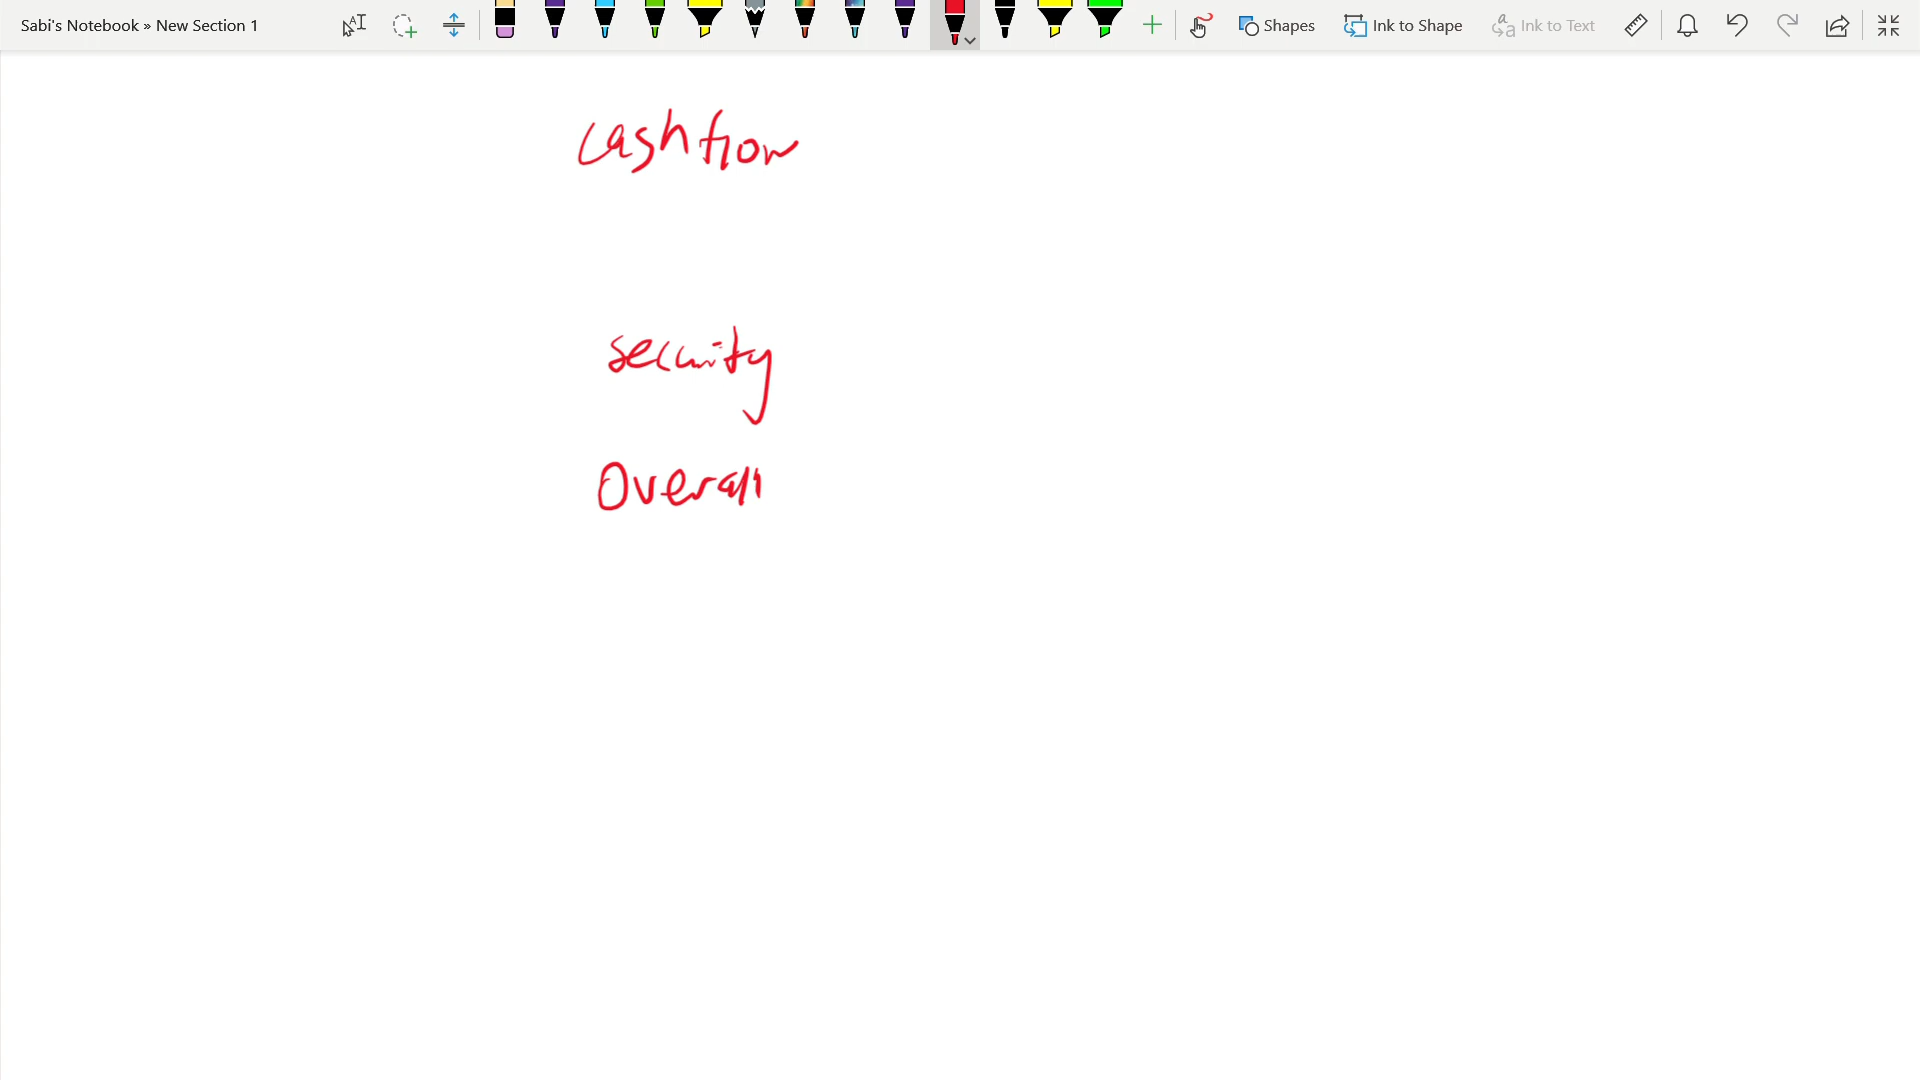 Sabi's Notebook » New Section 1
Shapes
Ink to Shape
Ink to Text
cashflow
security
Overall